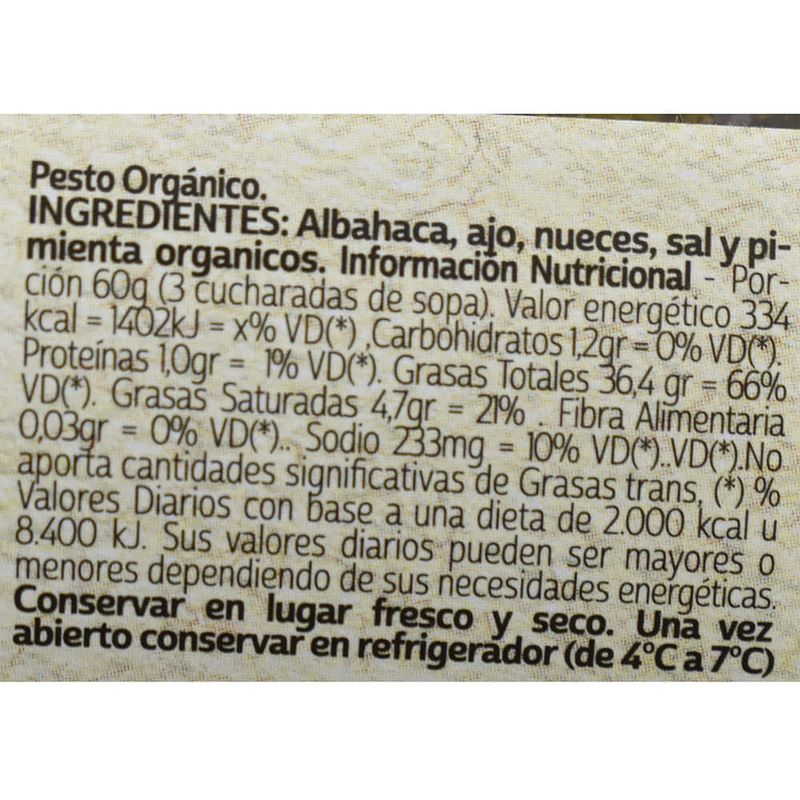 Pesto Orgánico.
INGREDIENTES: Albahaca, ajo, nueces, sal y pi-
mienta organicos. Información Nutricional - Por-
ción 60g (3 cucharadas de sopa). Valor energético 334
kcal = 1402kJ = x% VD(*) ,Carbohidratos 1,2gr = 0% VD(*).
Proteínas 1,0gr = 1% VD(*). Grasas Totales 36,4 gr = 66%
VD(*). Grasas Saturadas 4,7gr = 21% . Fibra Alimentaria
0,03gr = 0% VD(*).. Sodio 233mg = 10% VD(*)..VD(*).No
aporta cantidades significativas de Grasas trans, (*) %
Valores Diarios con base a una dieta de 2.000 kcal u
8.400 kJ. Sus valores diarios pueden ser mayores o
menores dependiendo de sus necesidades energéticas.
Conservar en lugar fresco y seco. Una vez
abierto conservar en refrigerador (de 4°C a 7°C)